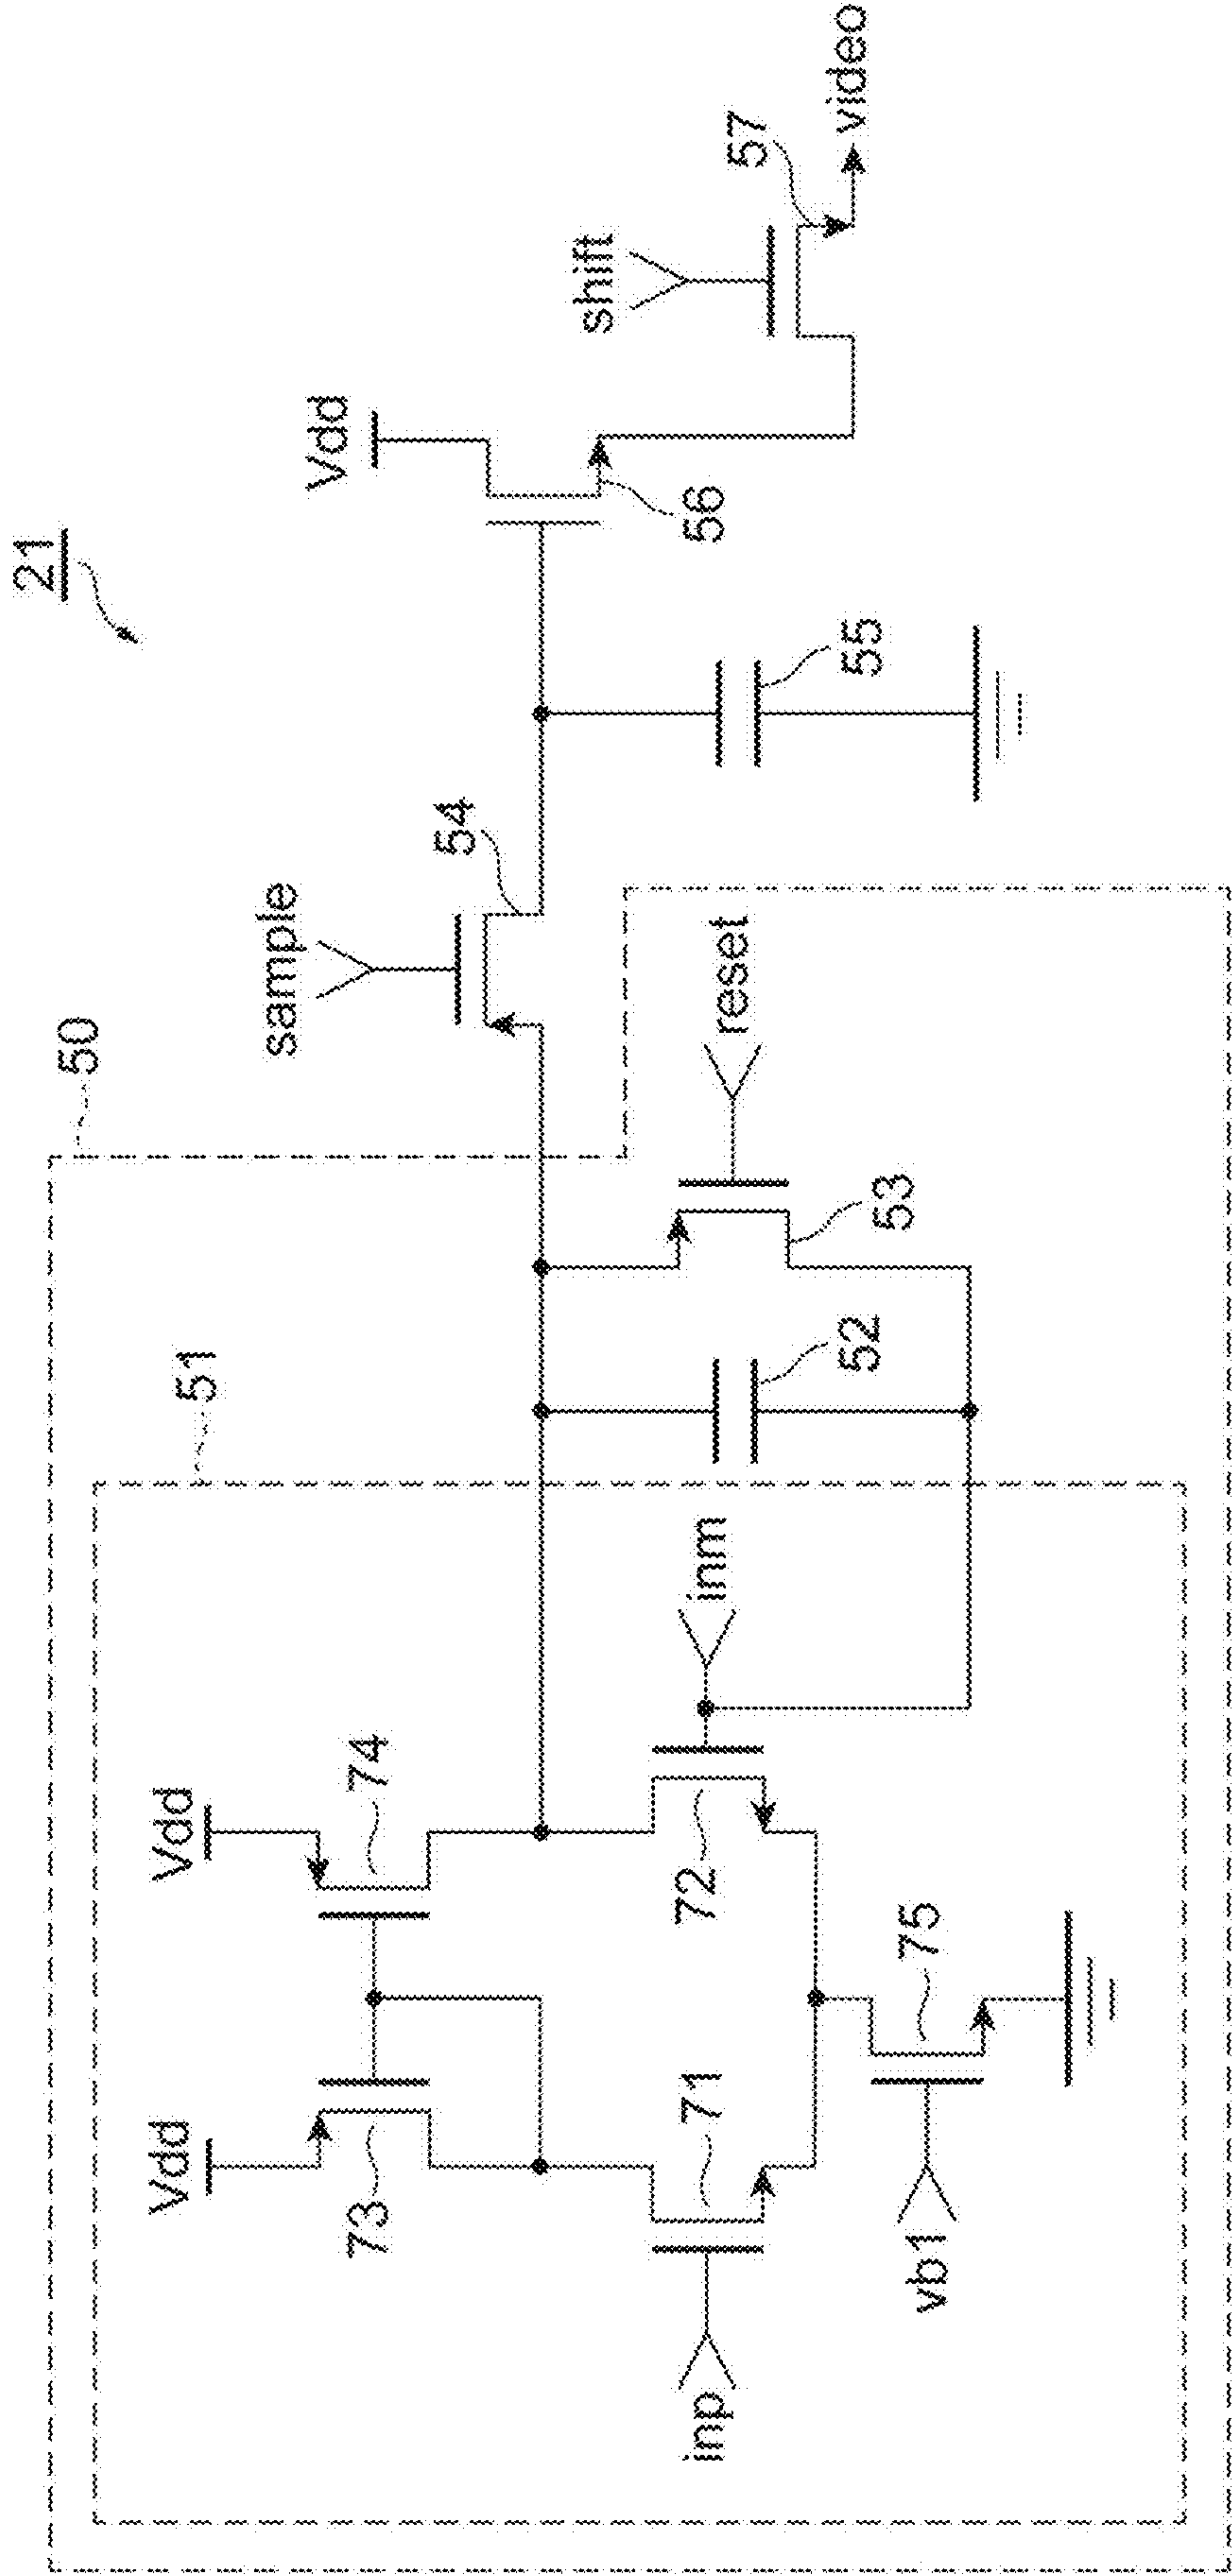 21
50
51
Vdd
Vdd
73
74
inp
71
72
inm
vb1
75
52
53
reset
sample
54
55
Vdd
56
shift
57
video